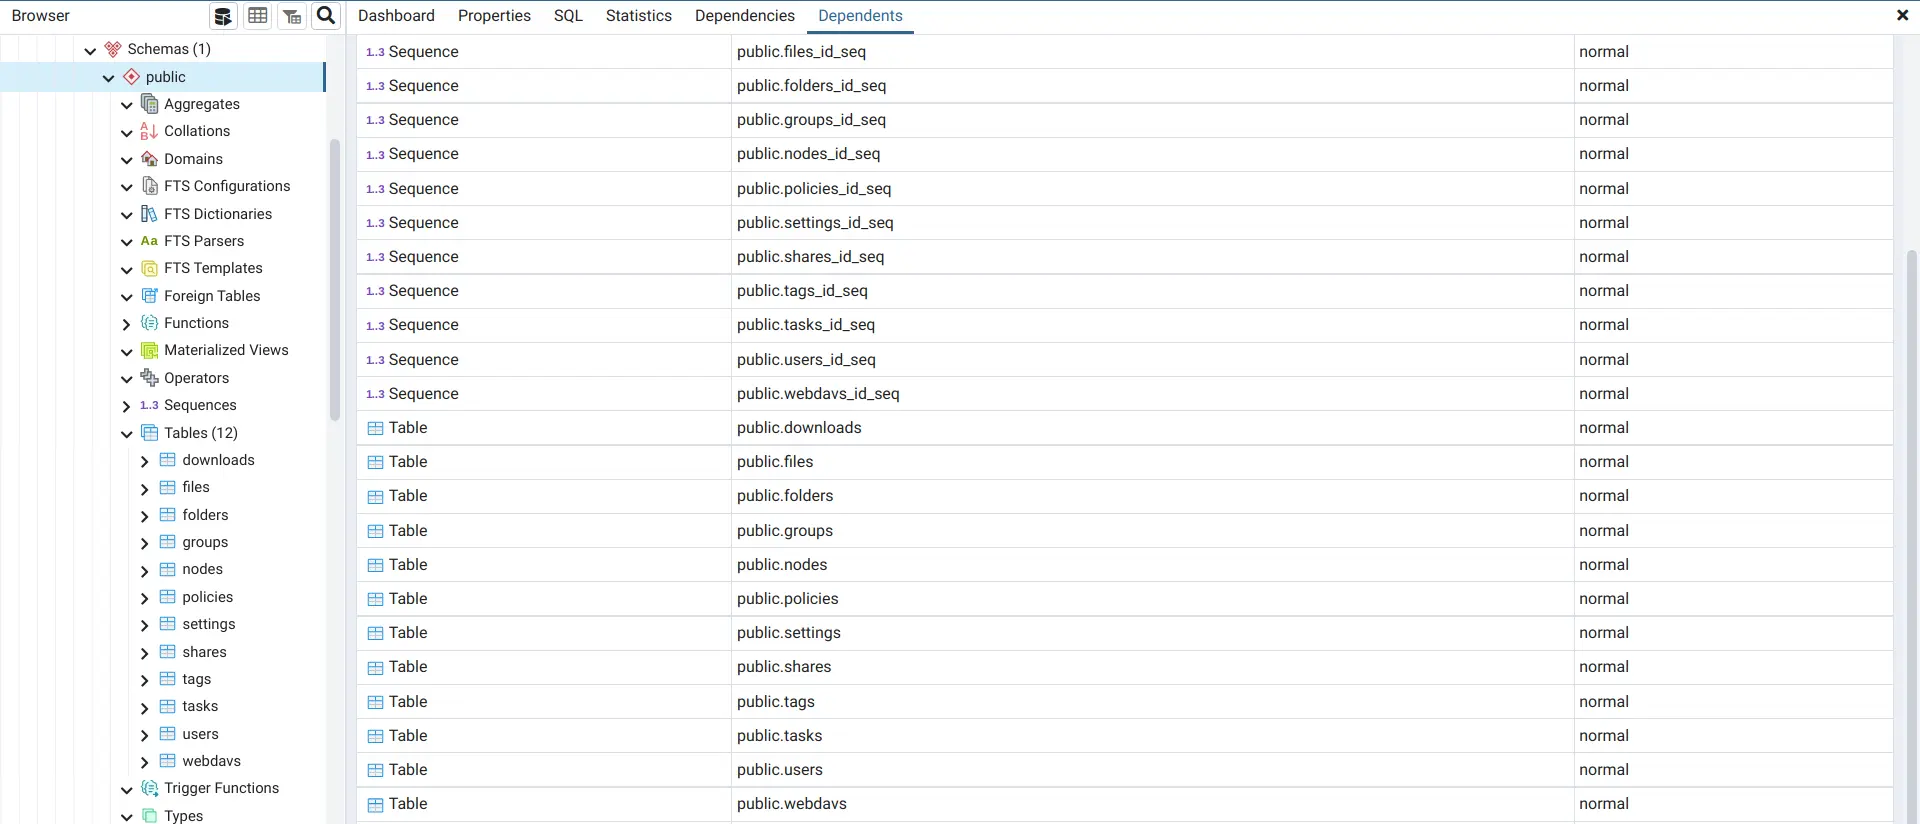 Browser
Dashboard Properties SQL Statistics Dependencies Dependents
Schemas (1)
public
Aggregates
Collations
Domains
FTS Configurations
FTS Dictionaries
Aa FTS Parsers
FTS Templates
Foreign Tables
Functions
Materialized Views
Operators
1..3 Sequences
Tables (12)
downloads
files
folders
groups
nodes
policies
settings
shares
tags
tasks
users
webdavs
Trigger Functions
Types
1..3 Sequence public.files_id_seq normal
1..3 Sequence public.folders_id_seq normal
1..3 Sequence public.groups_id_seq normal
1..3 Sequence public.nodes_id_seq normal
1..3 Sequence public.policies_id_seq normal
1..3 Sequence public.settings_id_seq normal
1..3 Sequence public.shares_id_seq normal
1..3 Sequence public.tags_id_seq normal
1..3 Sequence public.tasks_id_seq normal
1..3 Sequence public.users_id_seq normal
1..3 Sequence public.webdavs_id_seq normal
Table public.downloads normal
Table public.files normal
Table public.folders normal
Table public.groups normal
Table public.nodes normal
Table public.policies normal
Table public.settings normal
Table public.shares normal
Table public.tags normal
Table public.tasks normal
Table public.users normal
Table public.webdavs normal